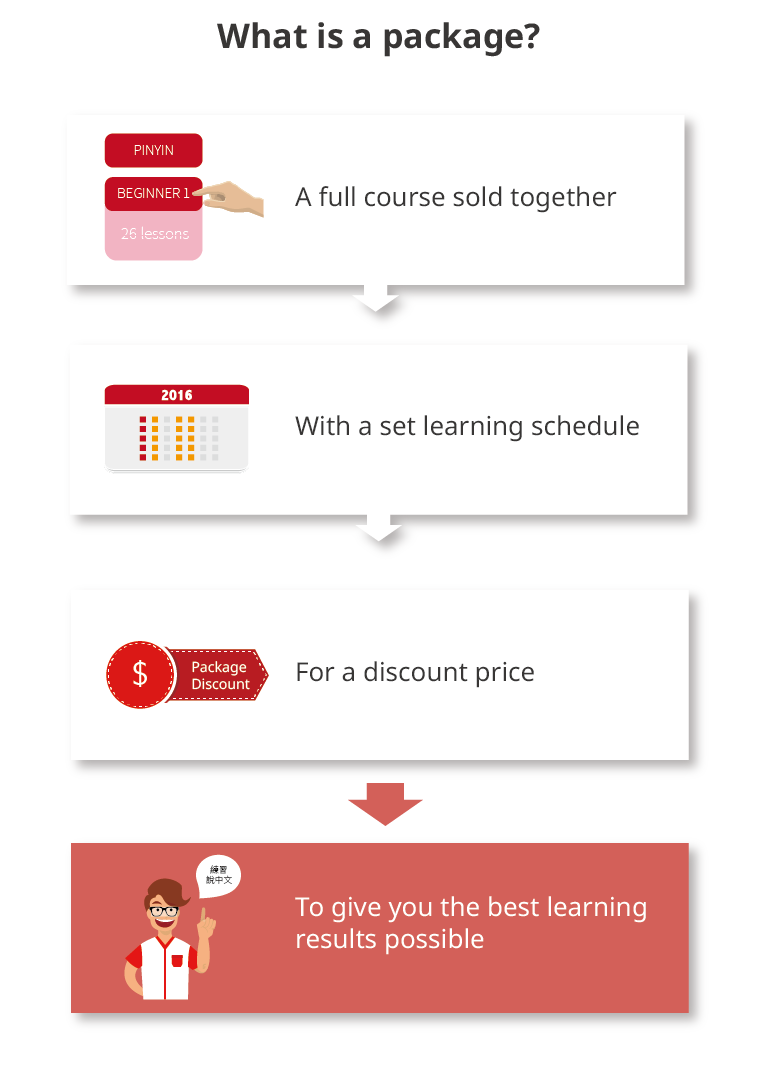 What is a package?
PINYIN
BEGINNER 1
26 lessons
A full course sold together
2016
With a set learning schedule
$
Package
Discount
For a discount price
練習
說中文
To give you the best learning
results possible